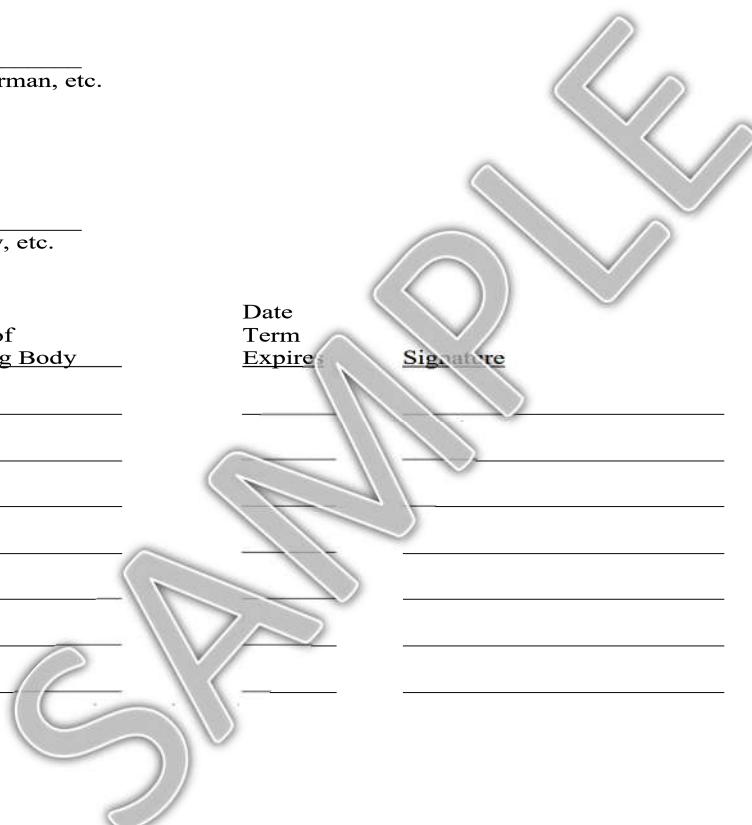 rman, etc.
, etc.
Date
of Term
g Body Expires Signature
SAMPLE